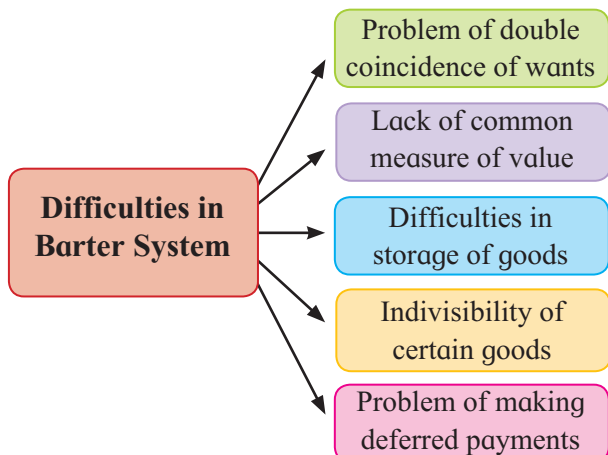 Difficulties in
Barter System
Problem of double
coincidence of wants
Lack of common
measure of value
Difficulties in
storage of goods
Indivisibility of
certain goods
Problem of making
deferred payments